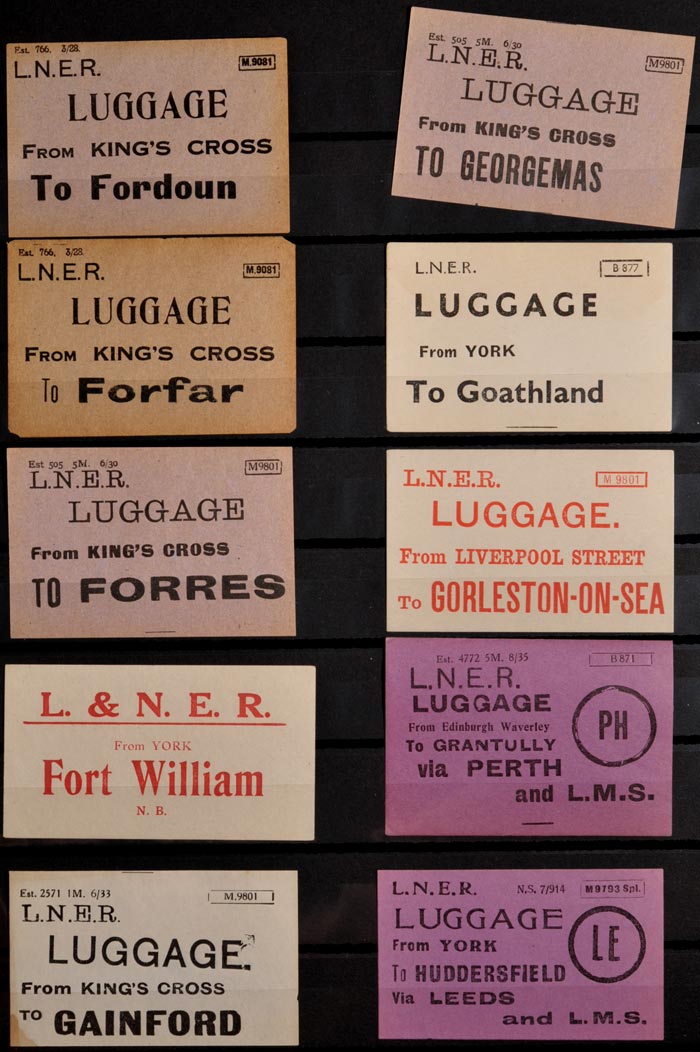 Est. 766, 3/28.
L.N.E.R. M.9081
LUGGAGE
From KING'S CROSS
To Fordoun
Est. 766, 3/28.
L.N.E.R. M.9081
LUGGAGE
From KING'S CROSS
To Forfar
Est 505 5M. 6/30
L.N.E.R. M9801
LUGGAGE
From KING'S CROSS
TO FORRES
L. & N. E. R.
From YORK
Fort William
N. B.
Est. 2571 1M. 6/33 M.9801
L.N.E.R.
LUGGAGE.
From KING'S CROSS
TO GAINFORD
Est. 505 5M. 6/30
L.N.E.R. M9801
LUGGAGE
From KING'S CROSS
TO GEORGEMAS
L.N.E.R. B 877
LUGGAGE
From YORK
To Goathland
L.N.E.R. M 9801
LUGGAGE.
From LIVERPOOL STREET
To GORLESTON-ON-SEA
Est. 4772 5M. 8/35 B 871
L.N.E.R.
LUGGAGE
From Edinburgh Waverley PH
To GRANTULLY
via PERTH
and L.M.S.
L.N.E.R. N.S. 7/914 M9793 Spl.
LUGGAGE
From YORK LE
To HUDDERSFIELD
Via LEEDS
and L.M.S.